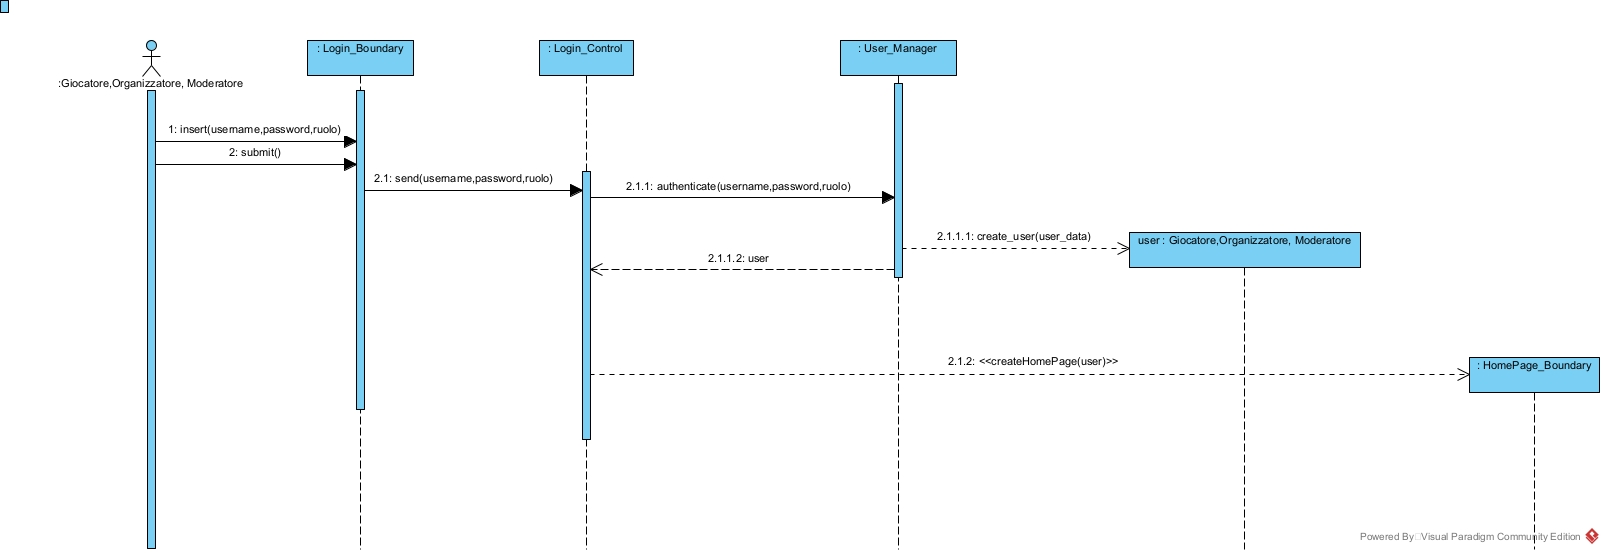 : Login_Boundary
: Login_Control
: User_Manager
:Giocatore,Organizzatore, Moderatore
1: insert(username,password,ruolo)
2: submit()
2.1: send(username,password,ruolo)
2.1.1: authenticate(username,password,ruolo)
2.1.1.1: create_user(user_data)
user : Giocatore,Organizzatore, Moderatore
2.1.1.2: user
2.1.2: <<createHomePage(user)>>
: HomePage_Boundary
Powered By Visual Paradigm Community Edition